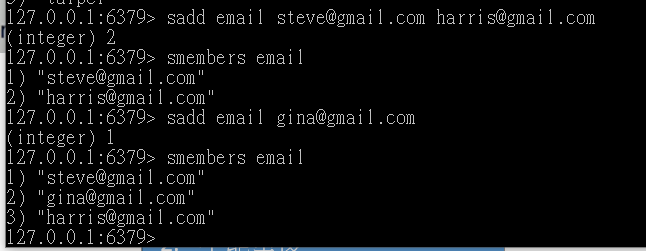 127.0.0.1:6379> sadd email steve@gmail.com harris@gmail.com
(integer) 2
127.0.0.1:6379> smembers email
1) "steve@gmail.com"
2) "harris@gmail.com"
127.0.0.1:6379> sadd email gina@gmail.com
(integer) 1
127.0.0.1:6379> smembers email
1) "steve@gmail.com"
2) "gina@gmail.com"
3) "harris@gmail.com"
127.0.0.1:6379>